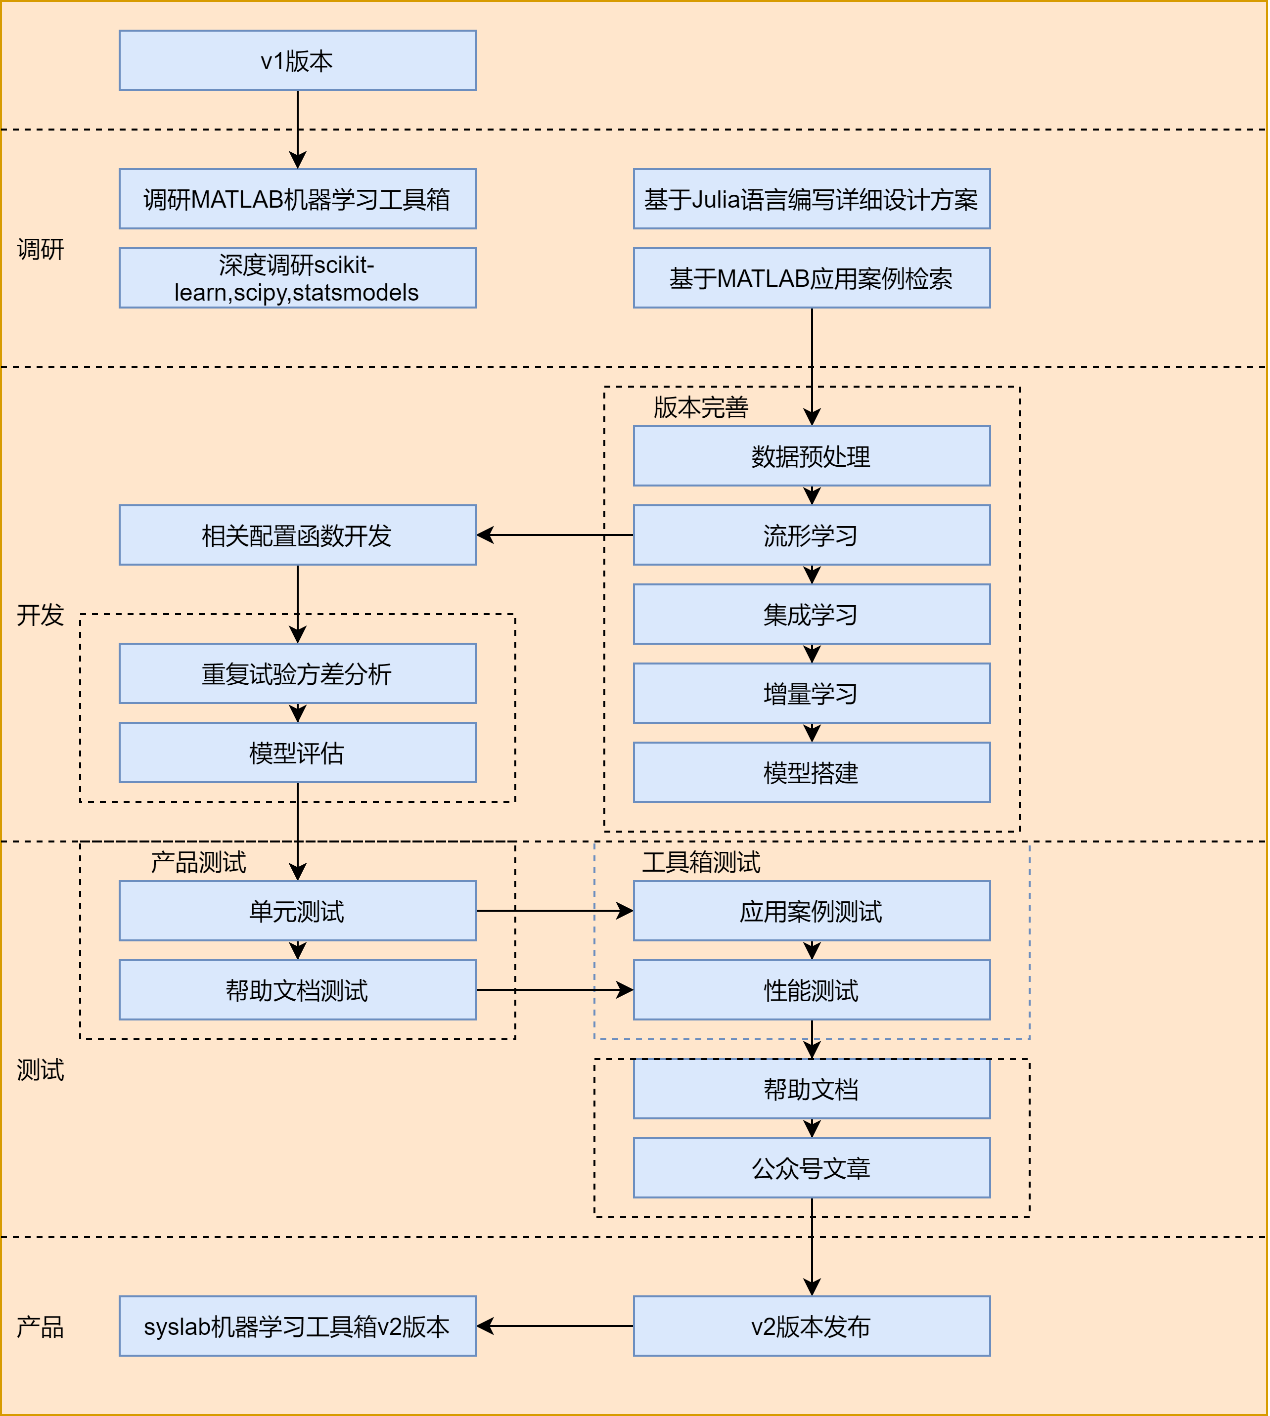 v1版本
调研
调研MATLAB机器学习工具箱
基于Julia语言编写详细设计方案
深度调研scikit-
learn,scipy,statsmodels
基于MATLAB应用案例检索
开发
版本完善
数据预处理
相关配置函数开发
流形学习
集成学习
重复试验方差分析
增量学习
模型评估
模型搭建
测试
产品测试
工具箱测试
单元测试
应用案例测试
帮助文档测试
性能测试
帮助文档
公众号文章
产品
syslab机器学习工具箱v2版本
v2版本发布